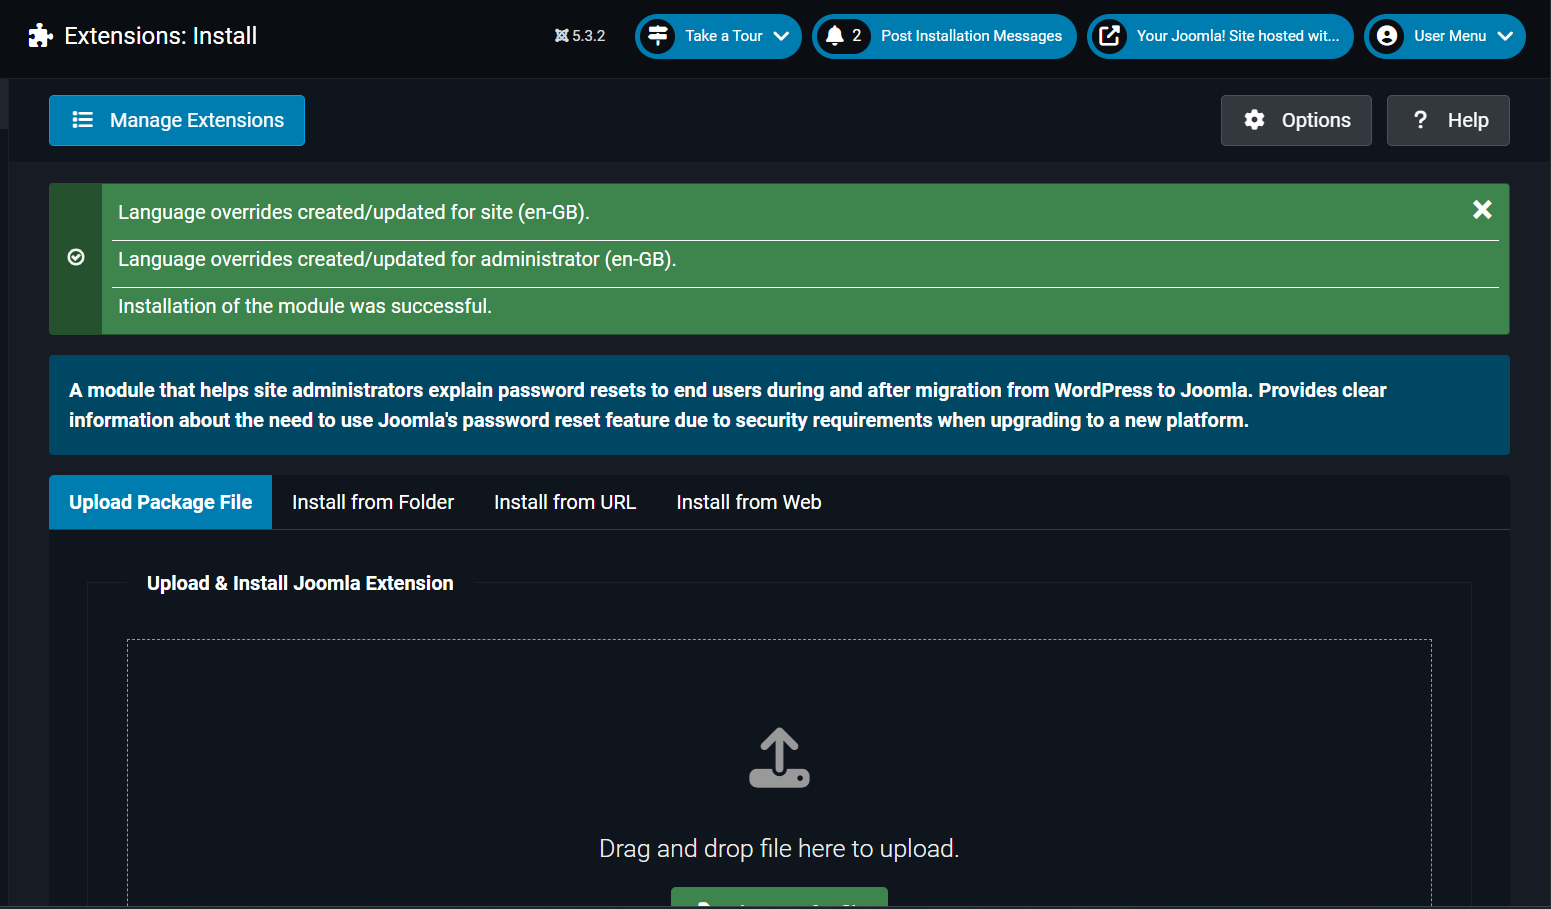 Extensions: Install
5.3.2
Take a Tour
2 Post Installation Messages
Your Joomla! Site hosted wit...
User Menu
Manage Extensions
Options
? Help
Language overrides created/updated for site (en-GB).
Language overrides created/updated for administrator (en-GB).
Installation of the module was successful.
A module that helps site administrators explain password resets to end users during and after migration from WordPress to Joomla. Provides clear
information about the need to use Joomla's password reset feature due to security requirements when upgrading to a new platform.
Upload Package File
Install from Folder
Install from URL
Install from Web
Upload & Install Joomla Extension
Drag and drop file here to upload.